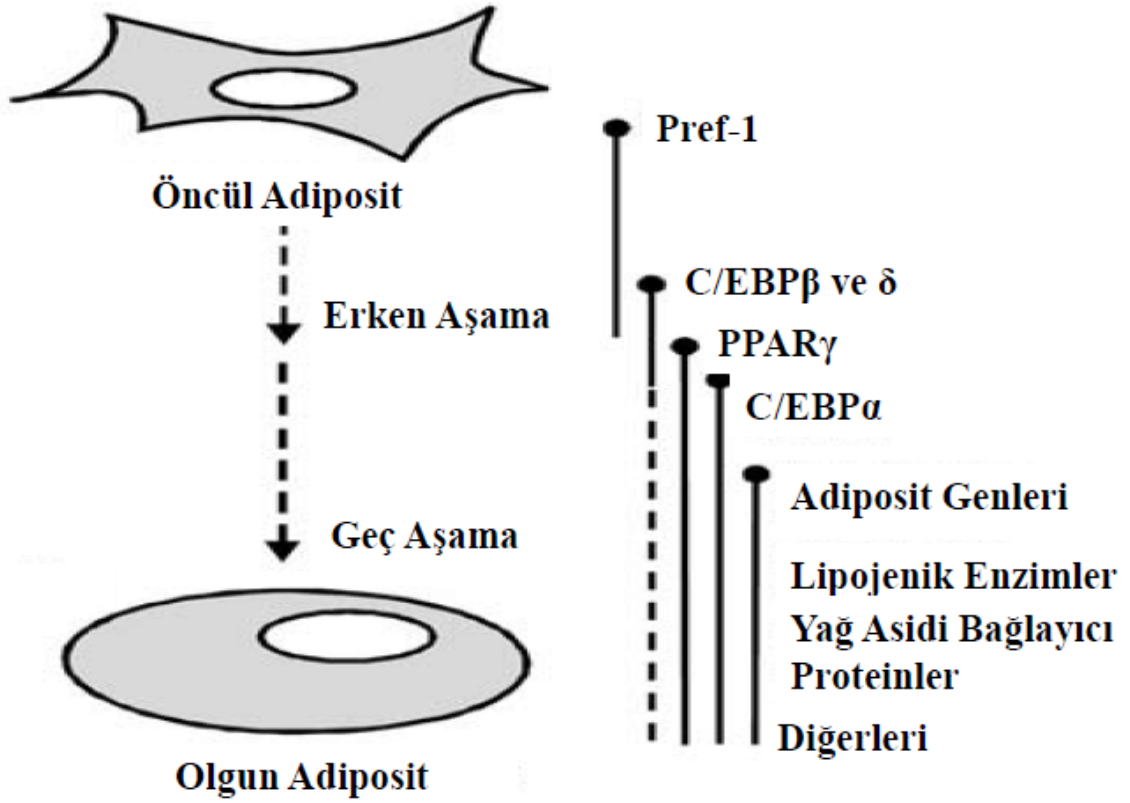 Öncül Adiposit
Erken Aşama
Geç Aşama
Olgun Adiposit
Pref-1
C/EBPβ ve δ
PPARγ
C/EBPα
Adiposit Genleri
Lipojenik Enzimler
Yağ Asidi Bağlayıcı
Proteinler
Diğerleri